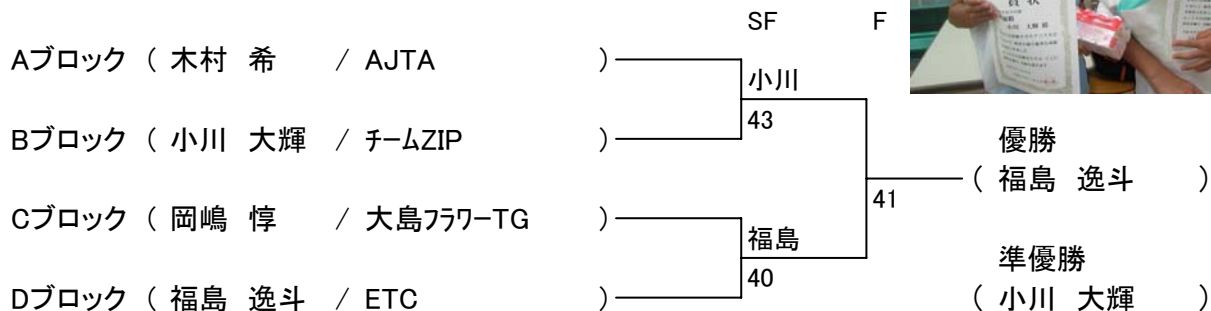 SF F
Aブロック ( 木村 希 / AJTA )
小川
43
Bブロック ( 小川 大輝 / チームZIP )
優勝
( 福島 逸斗 )
41
Cブロック ( 岡嶋 惇 / 大島フラワーTG )
福島
40
準優勝
Dブロック ( 福島 逸斗 / ETC )
( 小川 大輝 )
賞状